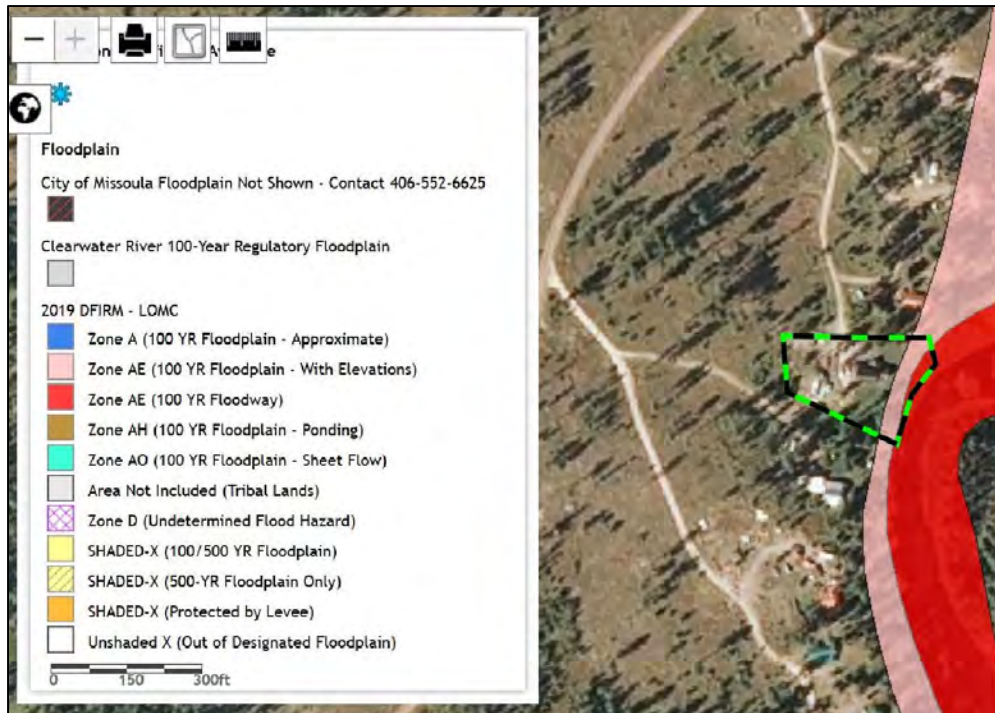 Floodplain
City of Missoula Floodplain Not Shown - Contact 406-552-6625
Clearwater River 100-Year Regulatory Floodplain
2019 DFIRM - LOMC
Zone A (100 YR Floodplain - Approximate)
Zone AE (100 YR Floodplain - With Elevations)
Zone AE (100 YR Floodway)
Zone AH (100 YR Floodplain - Ponding)
Zone AO (100 YR Floodplain - Sheet Flow)
Area Not Included (Tribal Lands)
Zone D (Undetermined Flood Hazard)
SHADED-X (100/500 YR Floodplain)
SHADED-X (500-YR Floodplain Only)
SHADED-X (Protected by Levee)
Unshaded X (Out of Designated Floodplain)
0 150 300ft